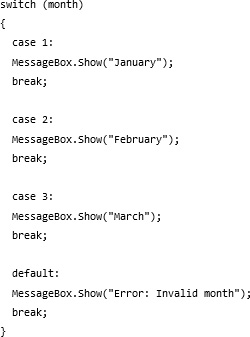 switch (month)
{
case 1:
MessageBox.Show("January");
break;
case 2:
MessageBox.Show("February");
break;
case 3:
MessageBox.Show("March");
break;
default:
MessageBox.Show("Error: Invalid month");
break;
}